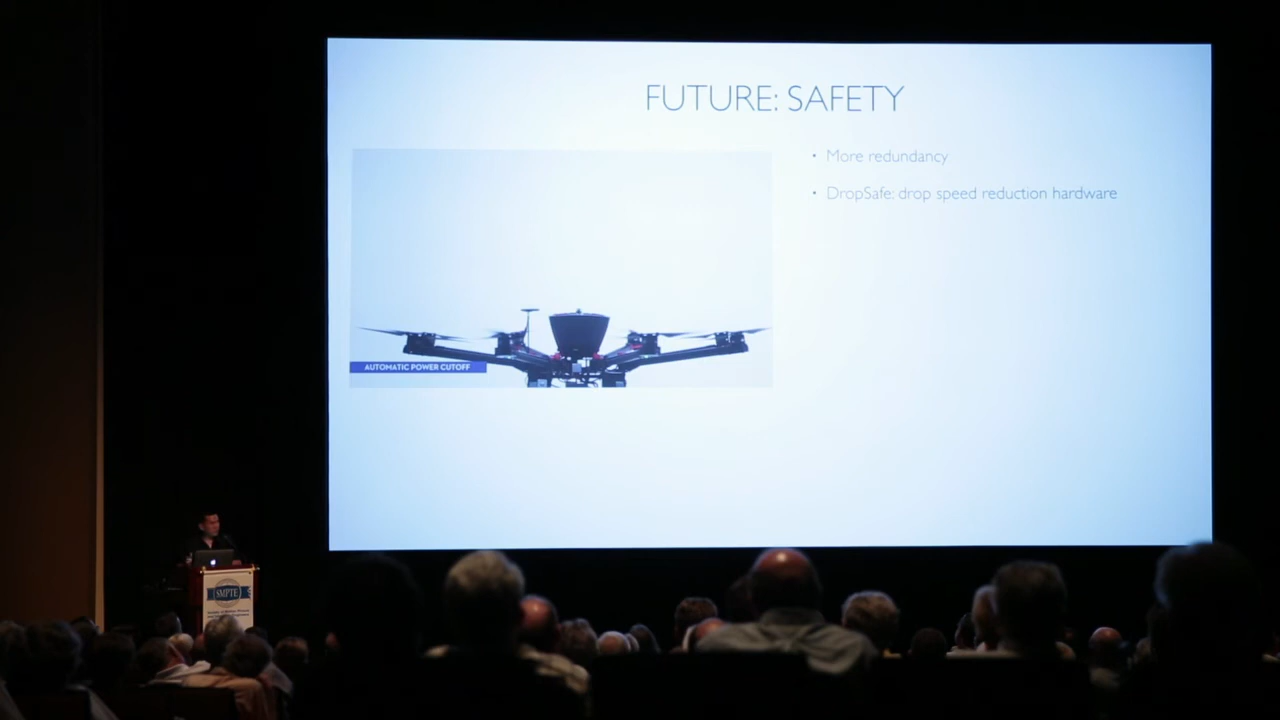 FUTURE: SAFETY
• More redundancy
• DropSafe: drop speed reduction hardware
AUTOMATIC POWER CUTOFF
SMPTE